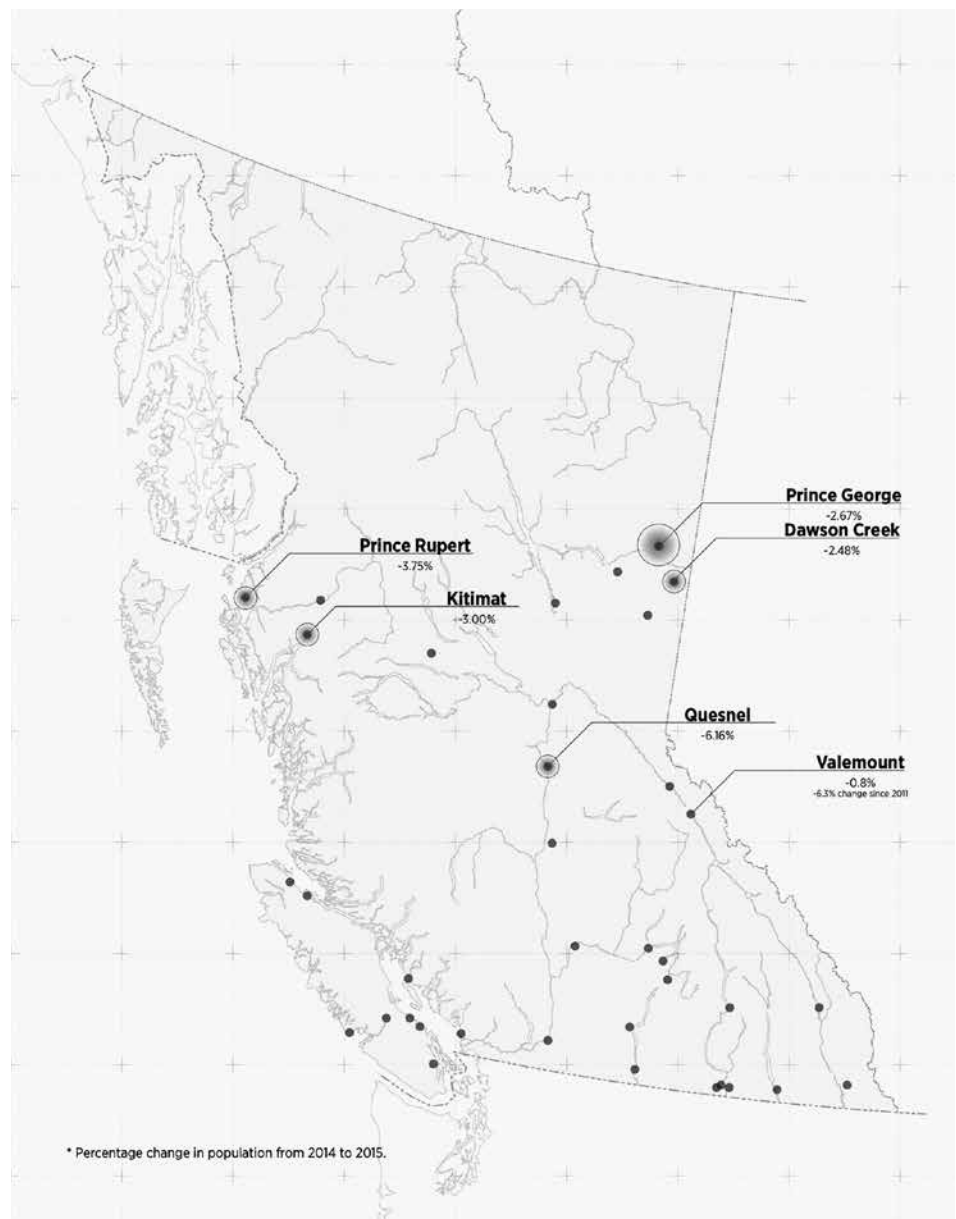 Prince George
-2.67%
Dawson Creek
-2.48%
Prince Rupert
-3.75%
Kitimat
-3.00%
Quesnel
-6.16%
Valemount
-0.8%
-6.3% change since 2011
* Percentage change in population from 2014 to 2015.